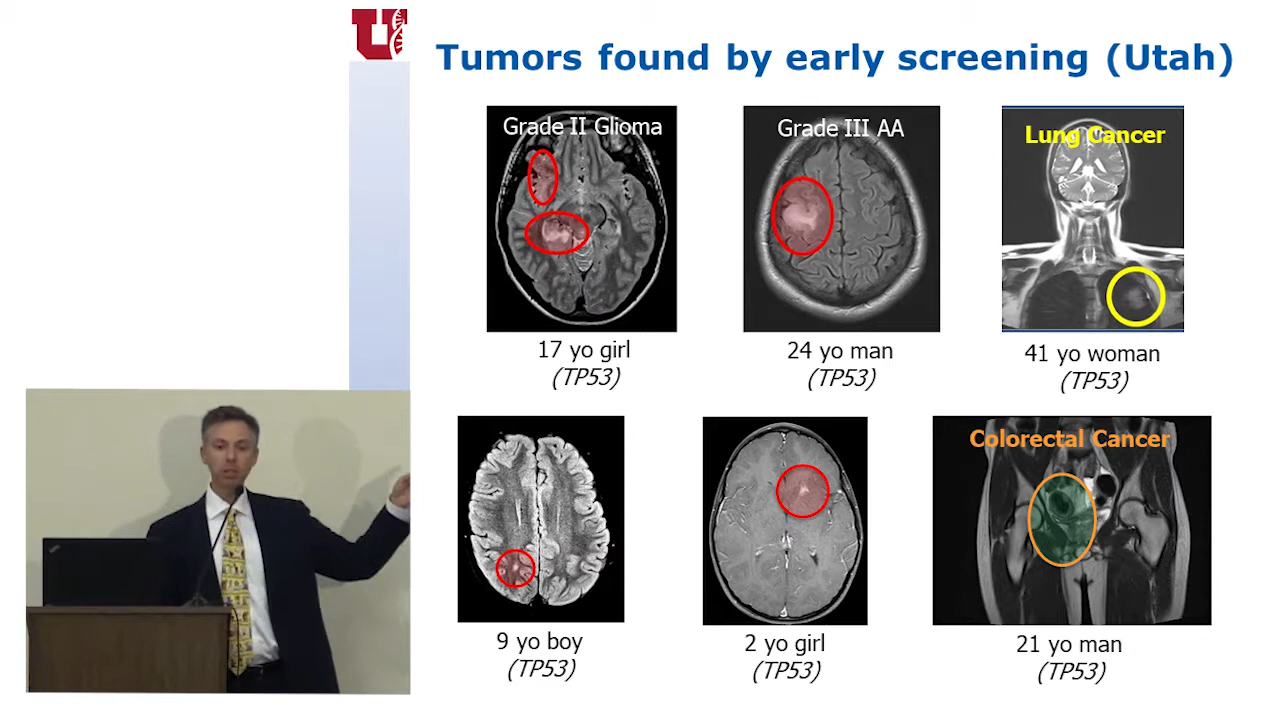 U
Tumors found by early screening (Utah)
Grade II Glioma
Grade III AA
Lung Cancer
17 yo girl
(TP53)
24 yo man
(TP53)
41 yo woman
(TP53)
Colorectal Cancer
9 yo boy
(TP53)
2 yo girl
(TP53)
21 yo man
(TP53)